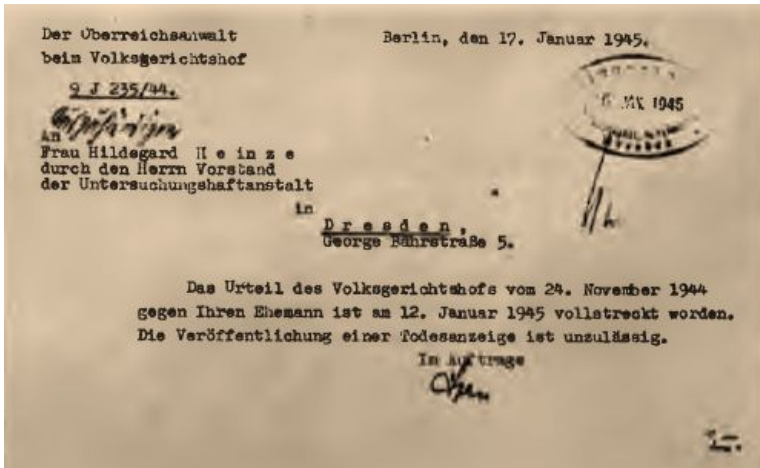 Der Oberreichsanwalt
beim Volksgerichtshof
Berlin, den 17. Januar 1945.
9 J 235/44.
An
Frau Hildegard H e i n z e
durch den Herrn Vorstand
der Untersuchungshaftanstalt
in
D r e s d e n ,
George Bährstraße 5.
1945
Das Urteil des Volksgerichtshofs vom 24. November 1944
gegen Ihren Ehemann ist am 12. Januar 1945 vollstreckt worden.
Die Veröffentlichung einer Todesanzeige ist unzulässig.
Im Auftrage